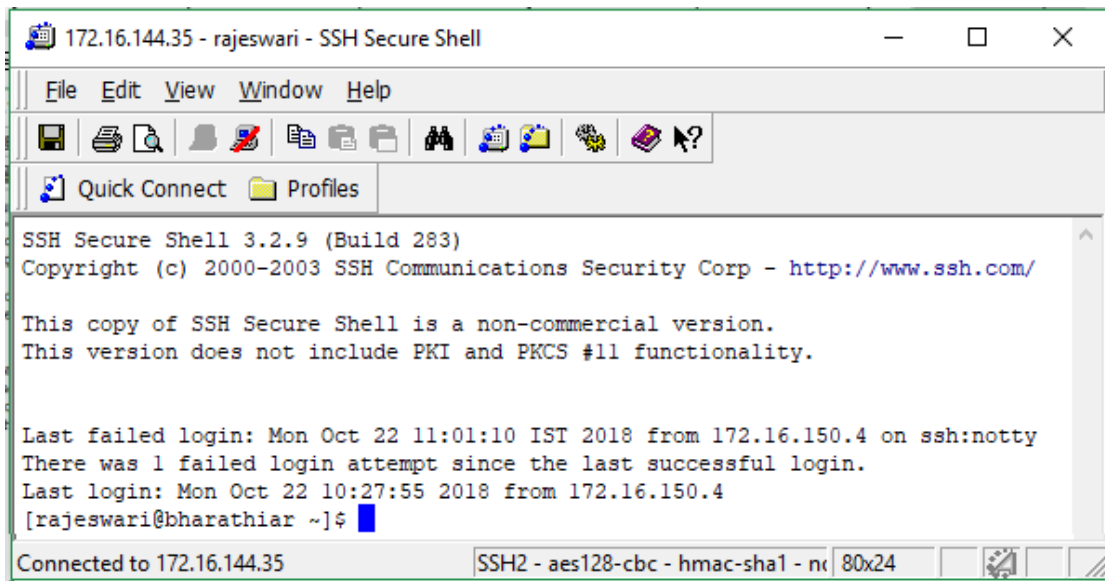 172.16.144.35 - rajeswari - SSH Secure Shell
File Edit View Window Help
Quick Connect Profiles
SSH Secure Shell 3.2.9 (Build 283)
Copyright (c) 2000-2003 SSH Communications Security Corp - http://www.ssh.com/
This copy of SSH Secure Shell is a non-commercial version.
This version does not include PKI and PKCS #11 functionality.
Last failed login: Mon Oct 22 11:01:10 IST 2018 from 172.16.150.4 on ssh:notty
There was 1 failed login attempt since the last successful login.
Last login: Mon Oct 22 10:27:55 2018 from 172.16.150.4
[rajeswari@bharathiar ~]$
Connected to 172.16.144.35 SSH2 - aes128-cbc - hmac-sha1 - 80x24